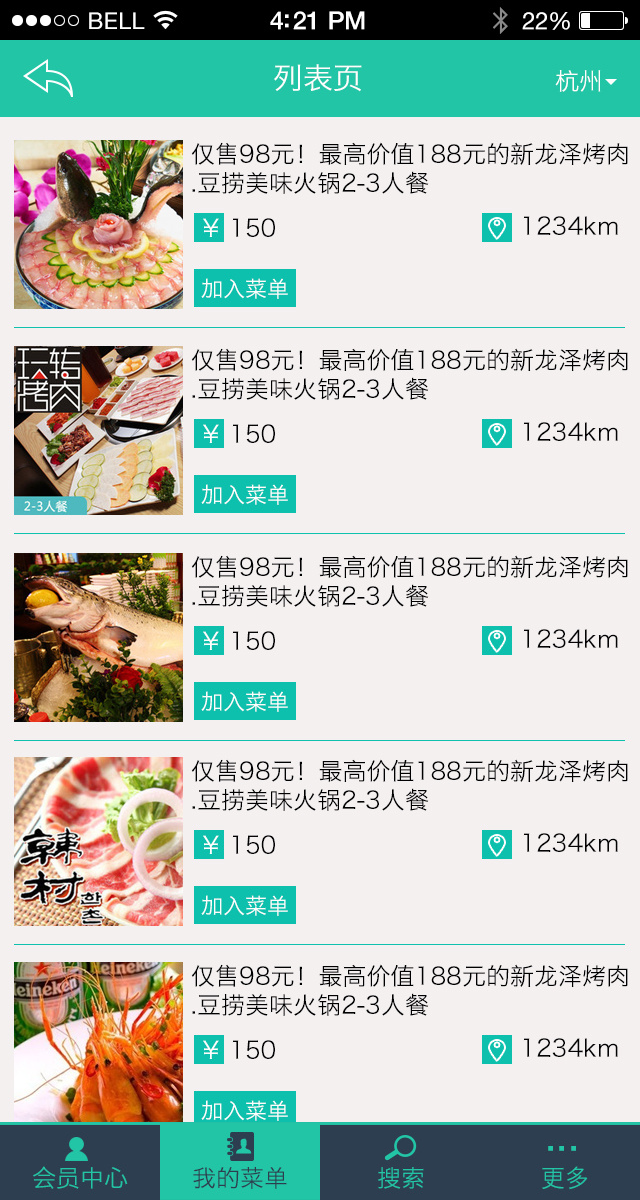 BELL 4:21 PM 22%
列表页 杭州
仅售98元！最高价值188元的新龙泽烤肉
.豆捞美味火锅2-3人餐
¥ 150 1234km
加入菜单
玩转
烤肉
2-3人餐
仅售98元！最高价值188元的新龙泽烤肉
.豆捞美味火锅2-3人餐
¥ 150 1234km
加入菜单
仅售98元！最高价值188元的新龙泽烤肉
.豆捞美味火锅2-3人餐
¥ 150 1234km
加入菜单
韩
村
한
촌
仅售98元！最高价值188元的新龙泽烤肉
.豆捞美味火锅2-3人餐
¥ 150 1234km
加入菜单
Heineken
仅售98元！最高价值188元的新龙泽烤肉
.豆捞美味火锅2-3人餐
¥ 150 1234km
加入菜单
会员中心 我的菜单 搜索 更多